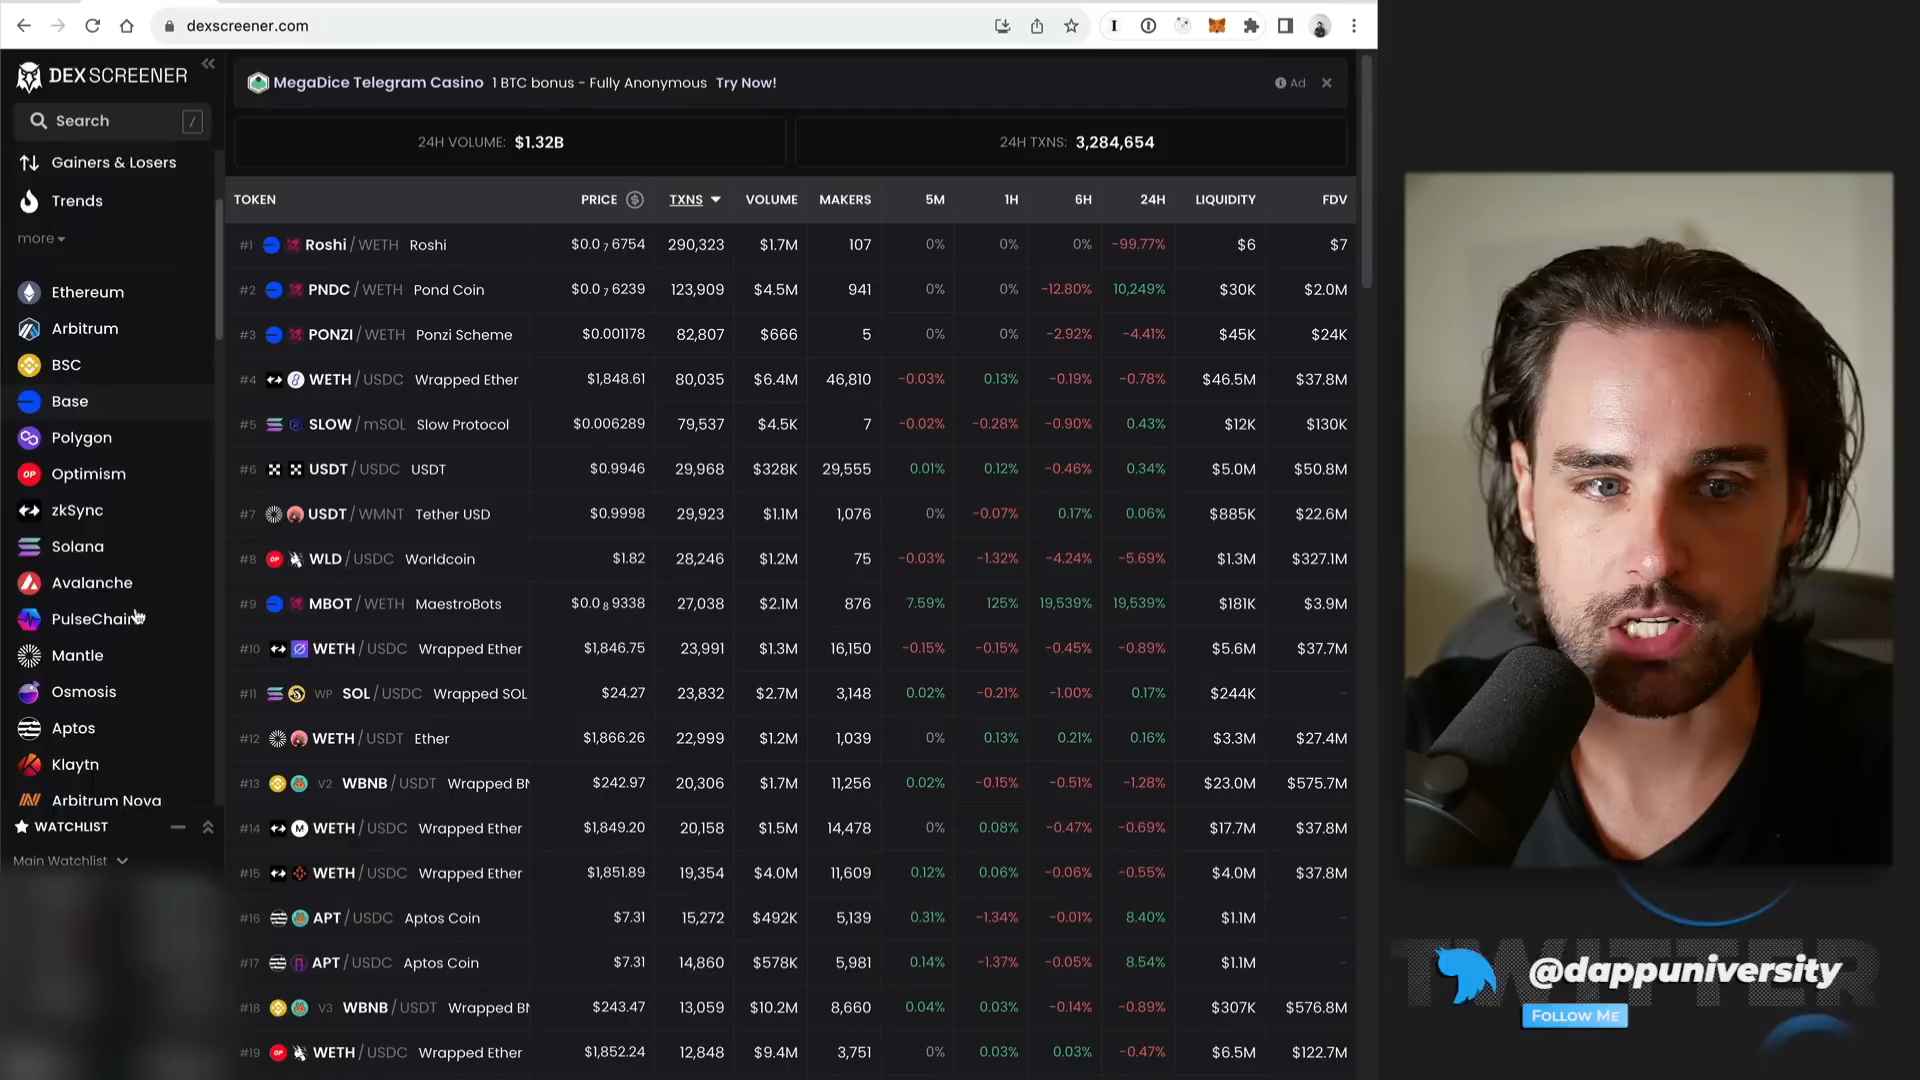 dexscreener.com
DEX SCREENER
Search /
Gainers & Losers
Trends
more
Ethereum
Arbitrum
BSC
Base
Polygon
Optimism
zkSync
Solana
Avalanche
PulseChain
Mantle
Osmosis
Aptos
Klaytn
Arbitrum Nova
WATCHLIST
Main Watchlist
MegaDice Telegram Casino 1 BTC bonus - Fully Anonymous Try Now! Ad
24H VOLUME: $1.32B
24H TXNS: 3,284,654
TOKEN PRICE TXNS VOLUME MAKERS 5M 1H 6H 24H LIQUIDITY FDV
#1 Roshi / WETH Roshi $0.0₇6754 290,323 $1.7M 107 0% 0% 0% -99.77% $6 $7
#2 PNDC / WETH Pond Coin $0.0₇6239 123,909 $4.5M 941 0% 0% -12.80% 10,249% $30K $2.0M
#3 PONZI / WETH Ponzi Scheme $0.001178 82,807 $666 5 0% 0% -2.92% -4.41% $45K $24K
#4 WETH / USDC Wrapped Ether $1,848.61 80,035 $6.4M 46,810 -0.03% 0.13% -0.19% -0.78% $46.5M $37.8M
#5 SLOW / mSOL Slow Protocol $0.006289 79,537 $4.5K 7 -0.02% -0.28% -0.90% 0.43% $12K $130K
#6 USDT / USDC USDT $0.9946 29,968 $328K 29,555 0.01% 0.12% -0.46% 0.34% $5.0M $50.8M
#7 USDT / WMNT Tether USD $0.9998 29,923 $1.1M 1,076 0% -0.07% 0.17% 0.06% $885K $22.6M
#8 WLD / USDC Worldcoin $1.82 28,246 $1.2M 75 -0.03% -1.32% -4.24% -5.69% $1.3M $327.1M
#9 MBOT / WETH MaestroBots $0.0₈9338 27,038 $2.1M 876 7.59% 125% 19,539% 19,539% $181K $3.9M
#10 WETH / USDC Wrapped Ether $1,846.75 23,991 $1.3M 16,150 -0.15% -0.15% -0.45% -0.89% $5.6M $37.7M
#11 WP SOL / USDC Wrapped SOL $24.27 23,832 $2.7M 3,148 0.02% -0.21% -1.00% 0.17% $244K -
#12 WETH / USDT Ether $1,866.26 22,999 $1.2M 1,039 0% 0.13% 0.21% 0.16% $3.3M $27.4M
#13 V2 WBNB / USDT Wrapped BN $242.97 20,306 $1.7M 11,256 0.02% -0.15% -0.51% -1.28% $23.0M $575.7M
#14 WETH / USDC Wrapped Ether $1,849.20 20,158 $1.5M 14,478 0% 0.08% -0.47% -0.69% $17.7M $37.8M
#15 WETH / USDC Wrapped Ether $1,851.89 19,354 $4.0M 11,609 0.12% 0.06% -0.06% -0.55% $4.0M $37.8M
#16 APT / USDC Aptos Coin $7.31 15,272 $492K 5,139 0.31% -1.34% -0.01% 8.40% $1.1M -
#17 APT / USDC Aptos Coin $7.31 14,860 $578K 5,981 0.14% -1.37% -0.05% 8.54% $1.1M -
#18 V3 WBNB / USDT Wrapped BN $243.47 13,059 $10.2M 8,660 0.04% 0.03% -0.14% -0.89% $307K $576.8M
#19 WETH / USDC Wrapped Ether $1,852.24 12,848 $9.4M 3,751 0% 0.03% 0.03% -0.47% $6.5M $122.7M
TWITTER
@dappuniversity
FOLLOW ME